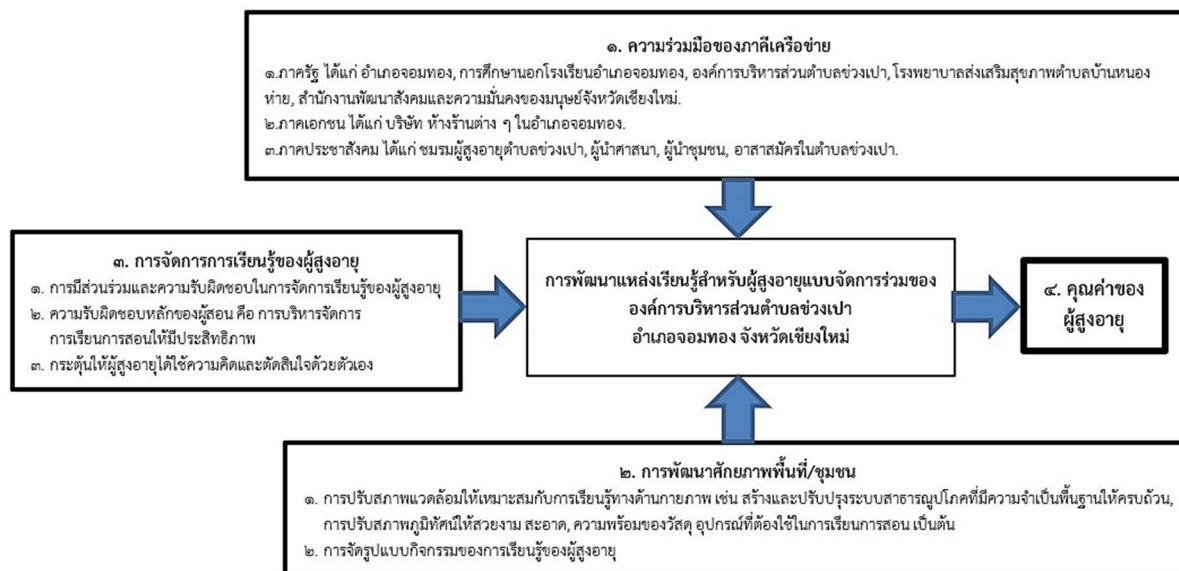 ๑. ความร่วมมือของภาคีเครือข่าย
๑.ภาครัฐ ได้แก่ อำเภอจอมทอง, การศึกษานอกโรงเรียนอำเภอจอมทอง, องค์การบริหารส่วนตำบลข่วงเปา, โรงพยาบาลส่งเสริมสุขภาพตำบลบ้านหนอง
ห่าย, สำนักงานพัฒนาสังคมและความมั่นคงของมนุษย์จังหวัดเชียงใหม่.
๒.ภาคเอกชน ได้แก่ บริษัท ห้างร้านต่าง ๆ ในอำเภอจอมทอง.
๓.ภาคประชาสังคม ได้แก่ ชมรมผู้สูงอายุตำบลข่วงเปา, ผู้นำศาสนา, ผู้นำชุมชน, อาสาสมัครในตำบลข่วงเปา.
๓. การจัดการการเรียนรู้ของผู้สูงอายุ
๑. การมีส่วนร่วมและความรับผิดชอบในการจัดการเรียนรู้ของผู้สูงอายุ
๒. ความรับผิดชอบหลักของผู้สอน คือ การบริหารจัดการ
การเรียนการสอนให้มีประสิทธิภาพ
๓. กระตุ้นให้ผู้สูงอายุได้ใช้ความคิดและตัดสินใจด้วยตัวเอง
การพัฒนาแหล่งเรียนรู้สำหรับผู้สูงอายุแบบจัดการร่วมของ
องค์การบริหารส่วนตำบลข่วงเปา
อำเภอจอมทอง จังหวัดเชียงใหม่
๔. คุณค่าของ
ผู้สูงอายุ
๒. การพัฒนาศักยภาพพื้นที่/ชุมชน
๑. การปรับสภาพแวดล้อมให้เหมาะสมกับการเรียนรู้ทางด้านกายภาพ เช่น สร้างและปรับปรุงระบบสาธารณูปโภคที่มีความจำเป็นพื้นฐานให้ครบถ้วน,
การปรับสภาพภูมิทัศน์ให้สวยงาม สะอาด, ความพร้อมของวัสดุ อุปกรณ์ที่ต้องใช้ในการเรียนการสอน เป็นต้น
๒. การจัดรูปแบบกิจกรรมของการเรียนรู้ของผู้สูงอายุ